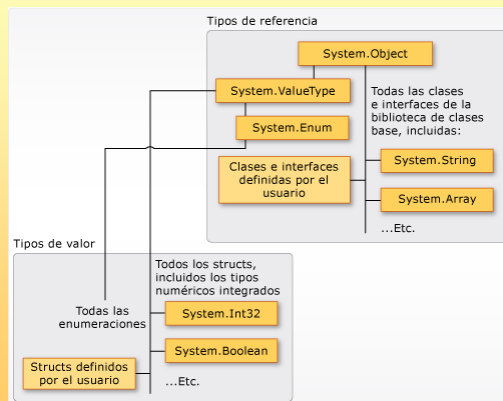 Tipos de referencia
System.Object
System.ValueType
System.Enum
Todas las clases
e interfaces de la
biblioteca de clases
base, incluidas:
Clases e interfaces
definidas por el
usuario
System.String
System.Array
...Etc.
Tipos de valor
Todos los structs,
incluidos los tipos
numéricos integrados
Todas las
enumeraciones
System.Int32
System.Boolean
Structs definidos
por el usuario
...Etc.